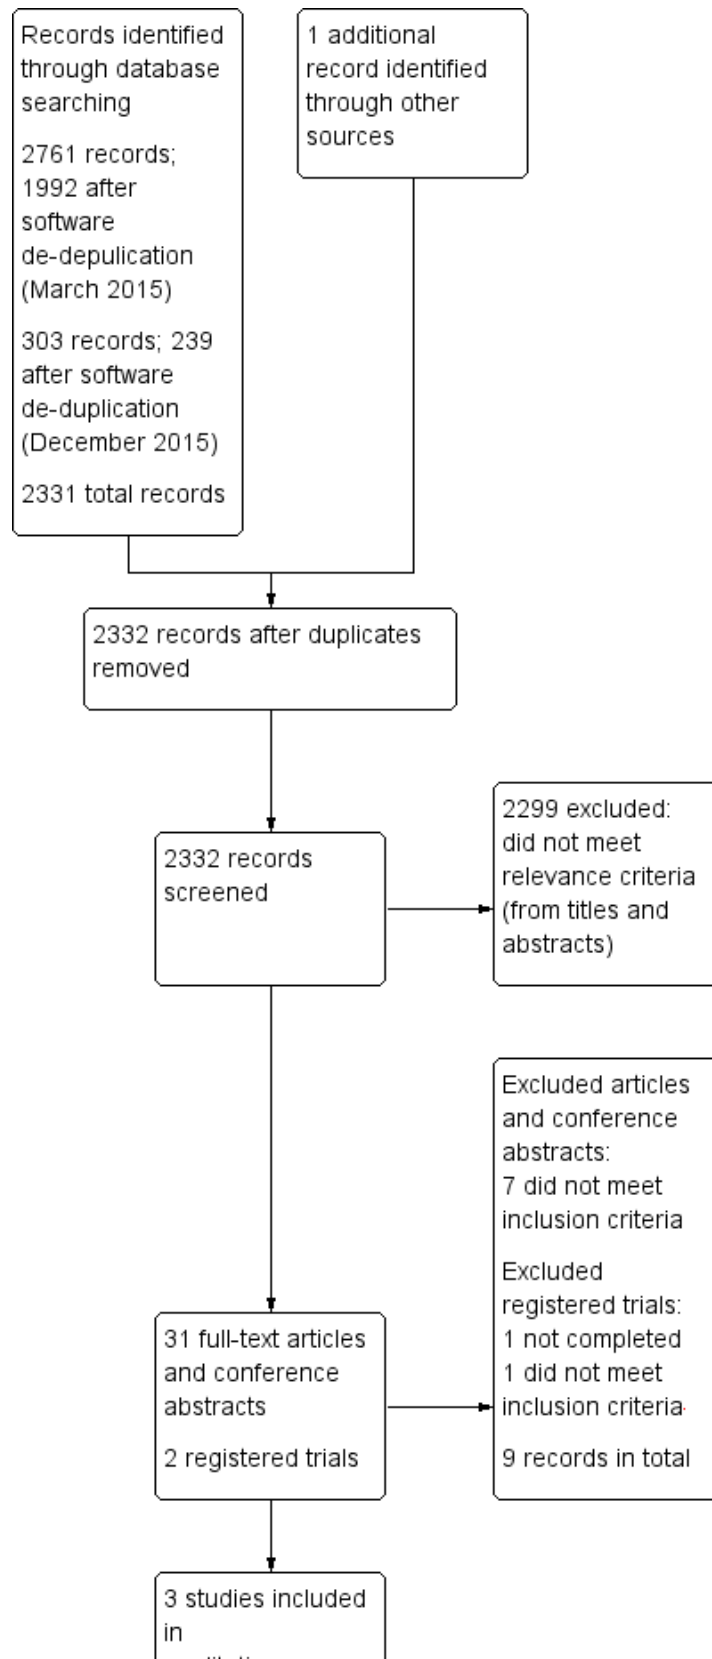 Records identified
through database
searching
2761 records;
1992 after
software
de-depulication
(March 2015)
303 records; 239
after software
de-duplication
(December 2015)
2331 total records
1 additional
record identified
through other
sources
2332 records after duplicates
removed
2332 records
screened
2299 excluded:
did not meet
relevance criteria
(from titles and
abstracts)
31 full-text articles
and conference
abstracts
2 registered trials
Excluded articles
and conference
abstracts:
7 did not meet
inclusion criteria
Excluded
registered trials:
1 not completed
1 did not meet
inclusion criteria.
9 records in total
3 studies included
in